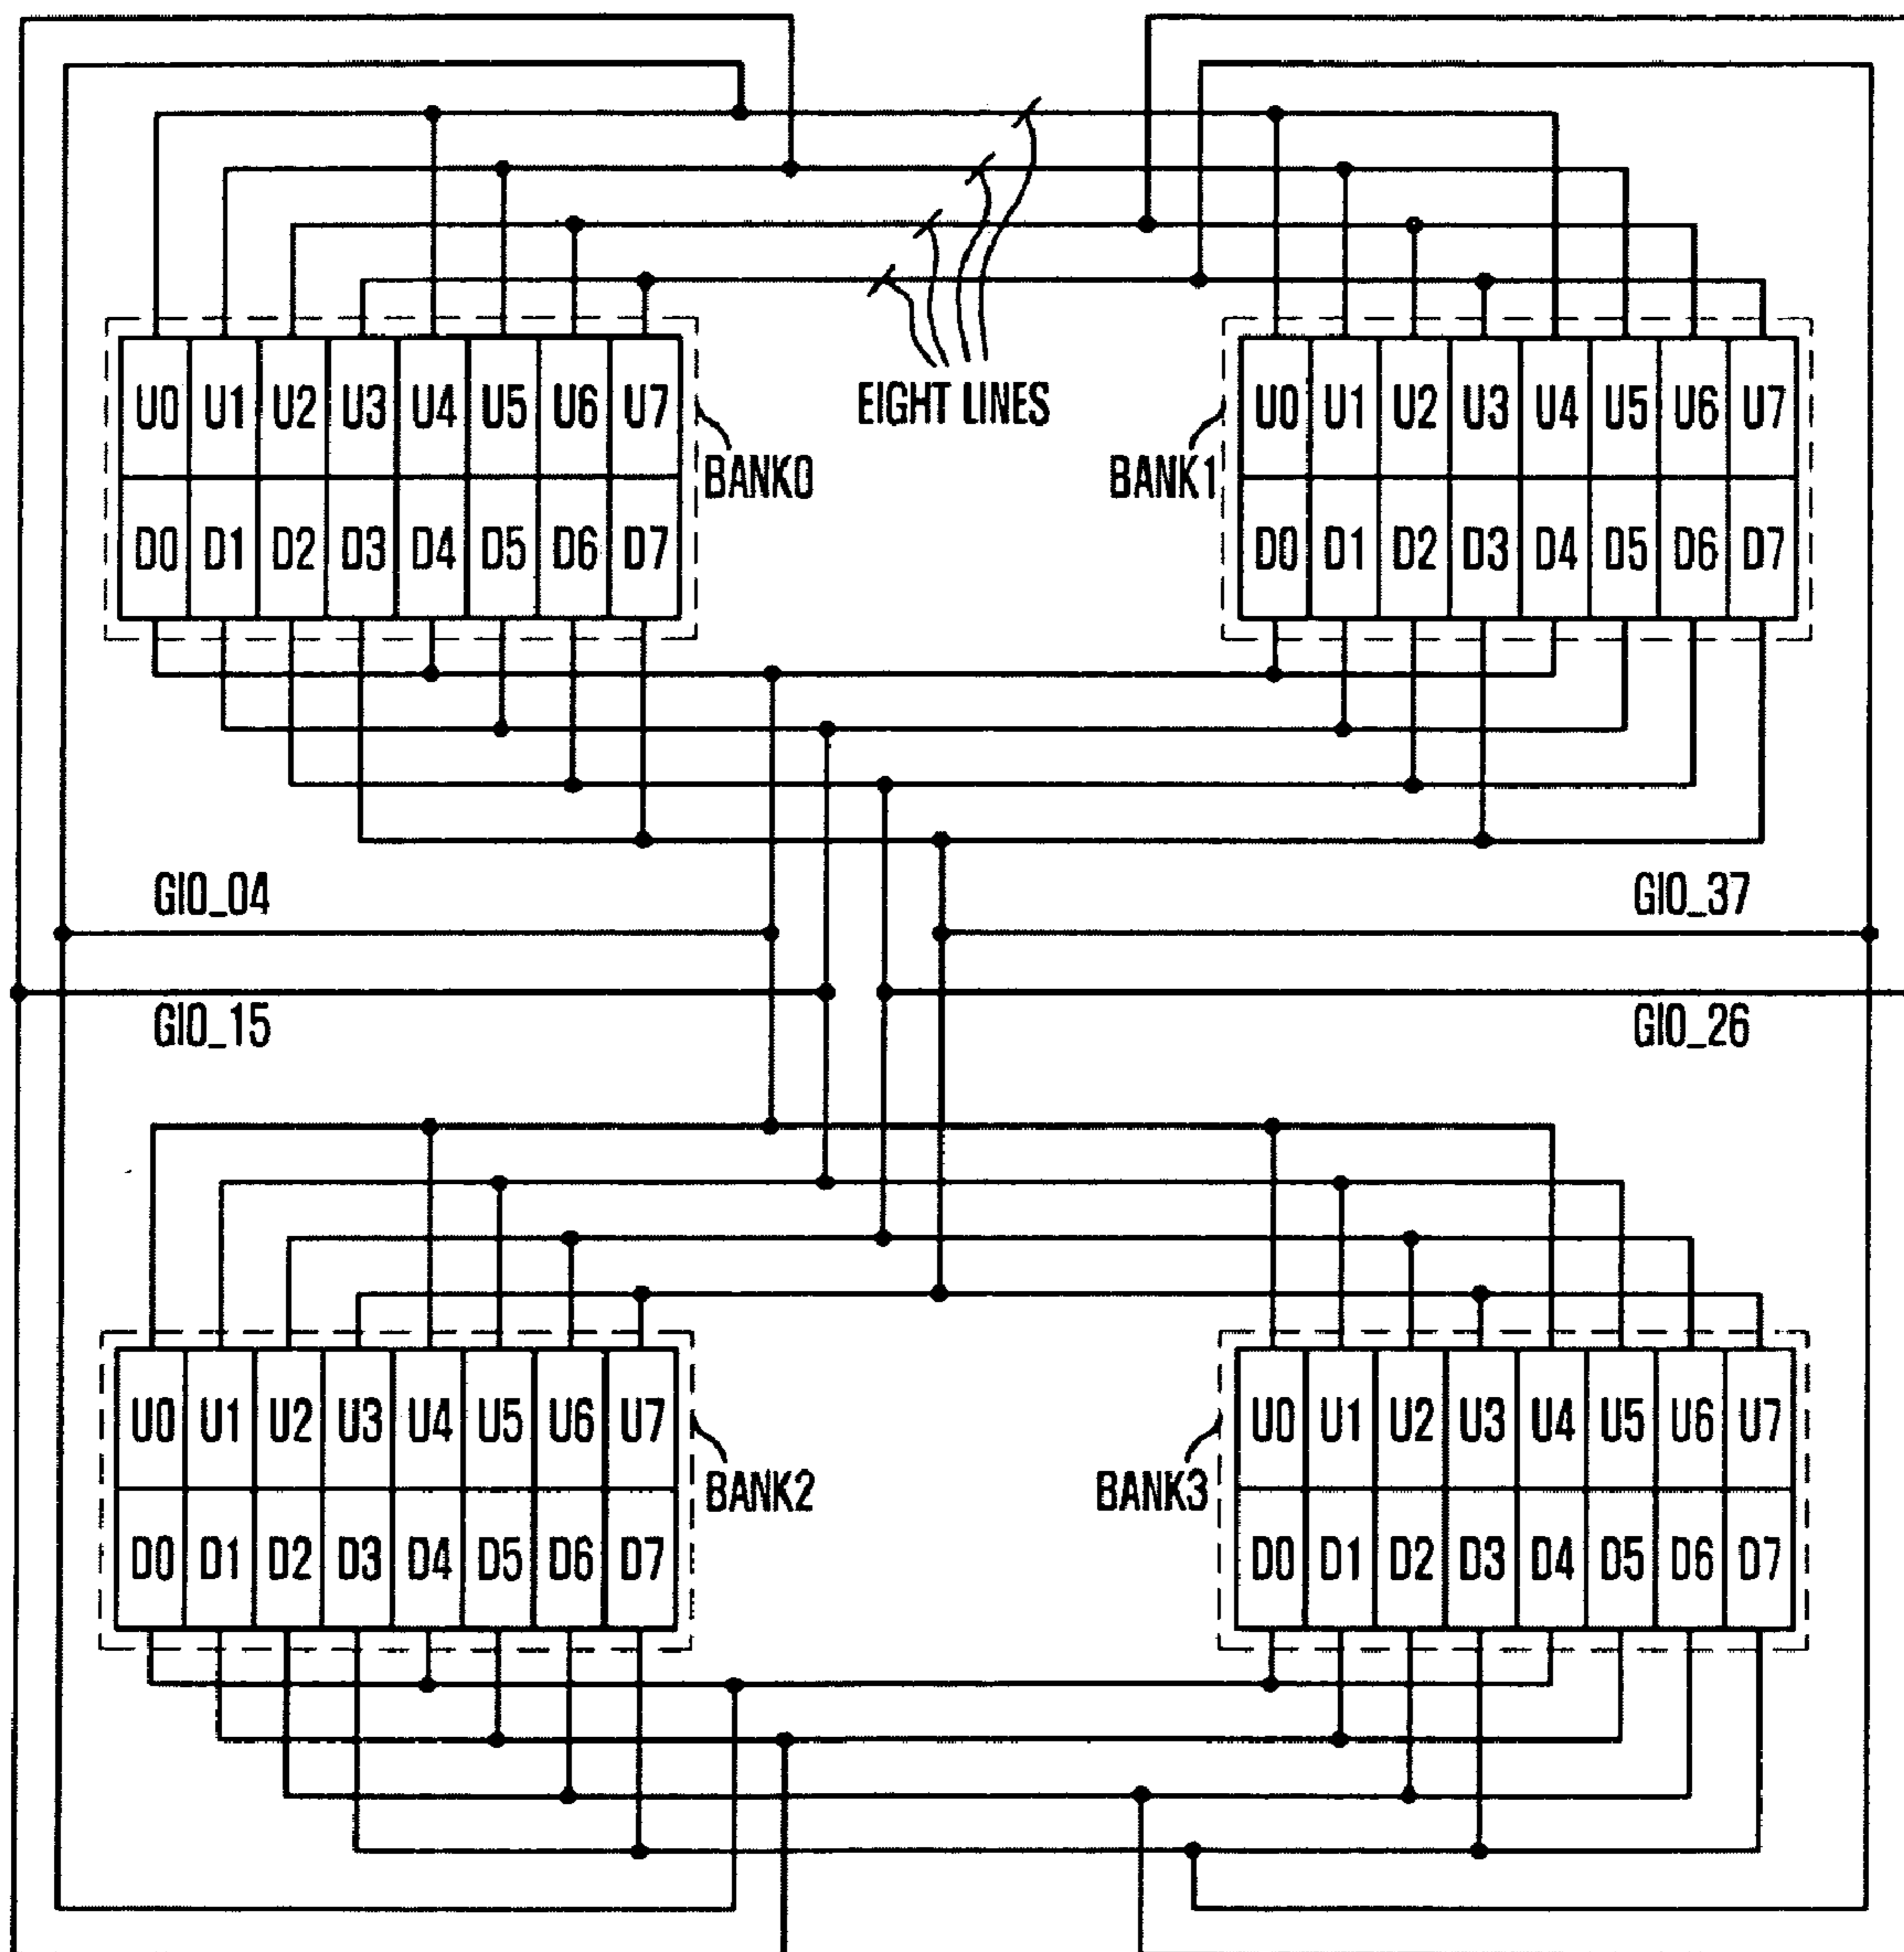 EIGHT LINES
U0 U1 U2 U3 U4 U5 U6 U7
D0 D1 D2 D3 D4 D5 D6 D7
BANK0
BANK1
U0 U1 U2 U3 U4 U5 U6 U7
D0 D1 D2 D3 D4 D5 D6 D7
GIO_04
GIO_37
GIO_15
GIO_26
U0 U1 U2 U3 U4 U5 U6 U7
D0 D1 D2 D3 D4 D5 D6 D7
BANK2
BANK3
U0 U1 U2 U3 U4 U5 U6 U7
D0 D1 D2 D3 D4 D5 D6 D7